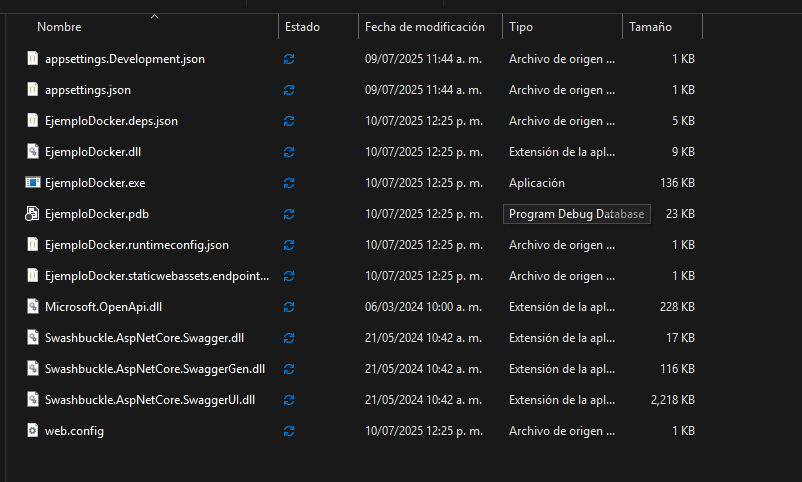 Nombre Estado Fecha de modificación Tipo Tamaño
appsettings.Development.json 09/07/2025 11:44 a. m. Archivo de origen ... 1 KB
appsettings.json 09/07/2025 11:44 a. m. Archivo de origen ... 1 KB
EjemploDocker.deps.json 10/07/2025 12:25 p. m. Archivo de origen ... 5 KB
EjemploDocker.dll 10/07/2025 12:25 p. m. Extensión de la apl... 9 KB
EjemploDocker.exe 10/07/2025 12:25 p. m. Aplicación 136 KB
EjemploDocker.pdb 10/07/2025 12:25 p. m. Program Debug Database 23 KB
EjemploDocker.runtimeconfig.json 10/07/2025 12:25 p. m. Archivo de origen ... 1 KB
EjemploDocker.staticwebassets.endpoint... 10/07/2025 12:25 p. m. Archivo de origen ... 1 KB
Microsoft.OpenApi.dll 06/03/2024 10:00 a. m. Extensión de la apl... 228 KB
Swashbuckle.AspNetCore.Swagger.dll 21/05/2024 10:42 a. m. Extensión de la apl... 17 KB
Swashbuckle.AspNetCore.SwaggerGen.dll 21/05/2024 10:42 a. m. Extensión de la apl... 116 KB
Swashbuckle.AspNetCore.SwaggerUI.dll 21/05/2024 10:42 a. m. Extensión de la apl... 2,218 KB
web.config 10/07/2025 12:25 p. m. Archivo de origen ... 1 KB